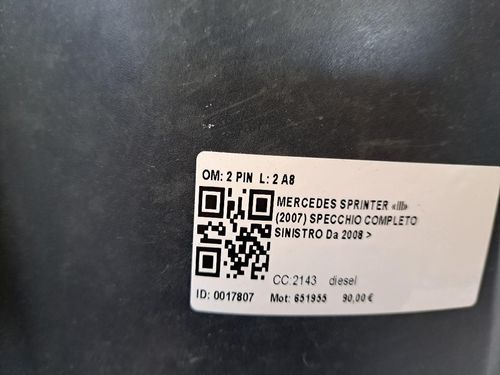 OM: 2 PIN L: 2 A8
MERCEDES SPRINTER «III»
(2007) SPECCHIO COMPLETO
SINISTRO Da 2008 >
CC:2143 diesel
ID: 0017807 Mot: 651955 90,00 €